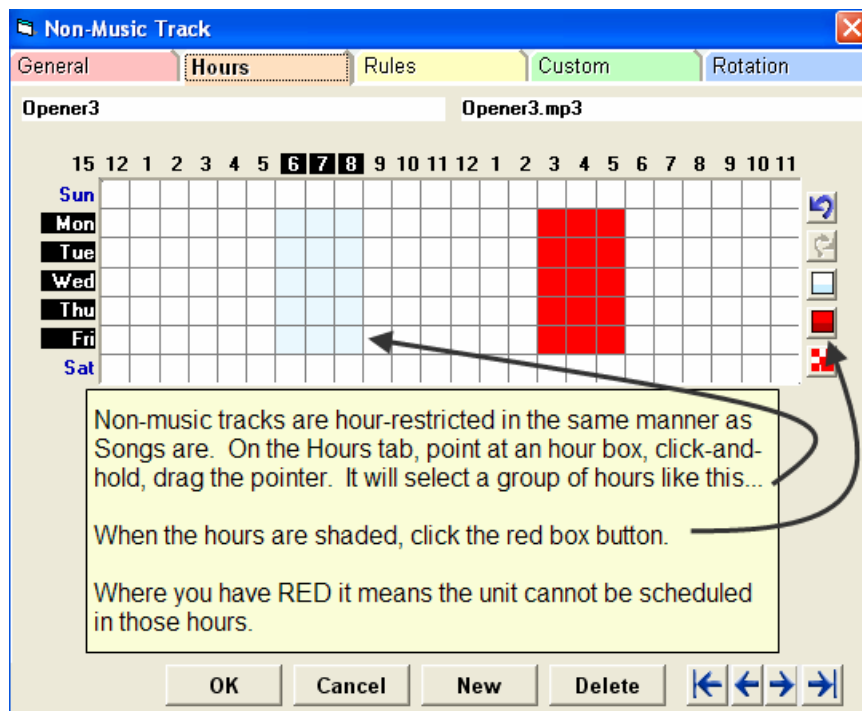 Non-Music Track
General Hours Rules Custom Rotation
Opener3 Opener3.mp3
15 12 1 2 3 4 5 6 7 8 9 10 11 12 1 2 3 4 5 6 7 8 9 10 11
Sun
Mon
Tue
Wed
Thu
Fri
Sat
Non-music tracks are hour-restricted in the same manner as
Songs are. On the Hours tab, point at an hour box, click-and-
hold, drag the pointer. It will select a group of hours like this...
When the hours are shaded, click the red box button.
Where you have RED it means the unit cannot be scheduled
in those hours.
OK Cancel New Delete